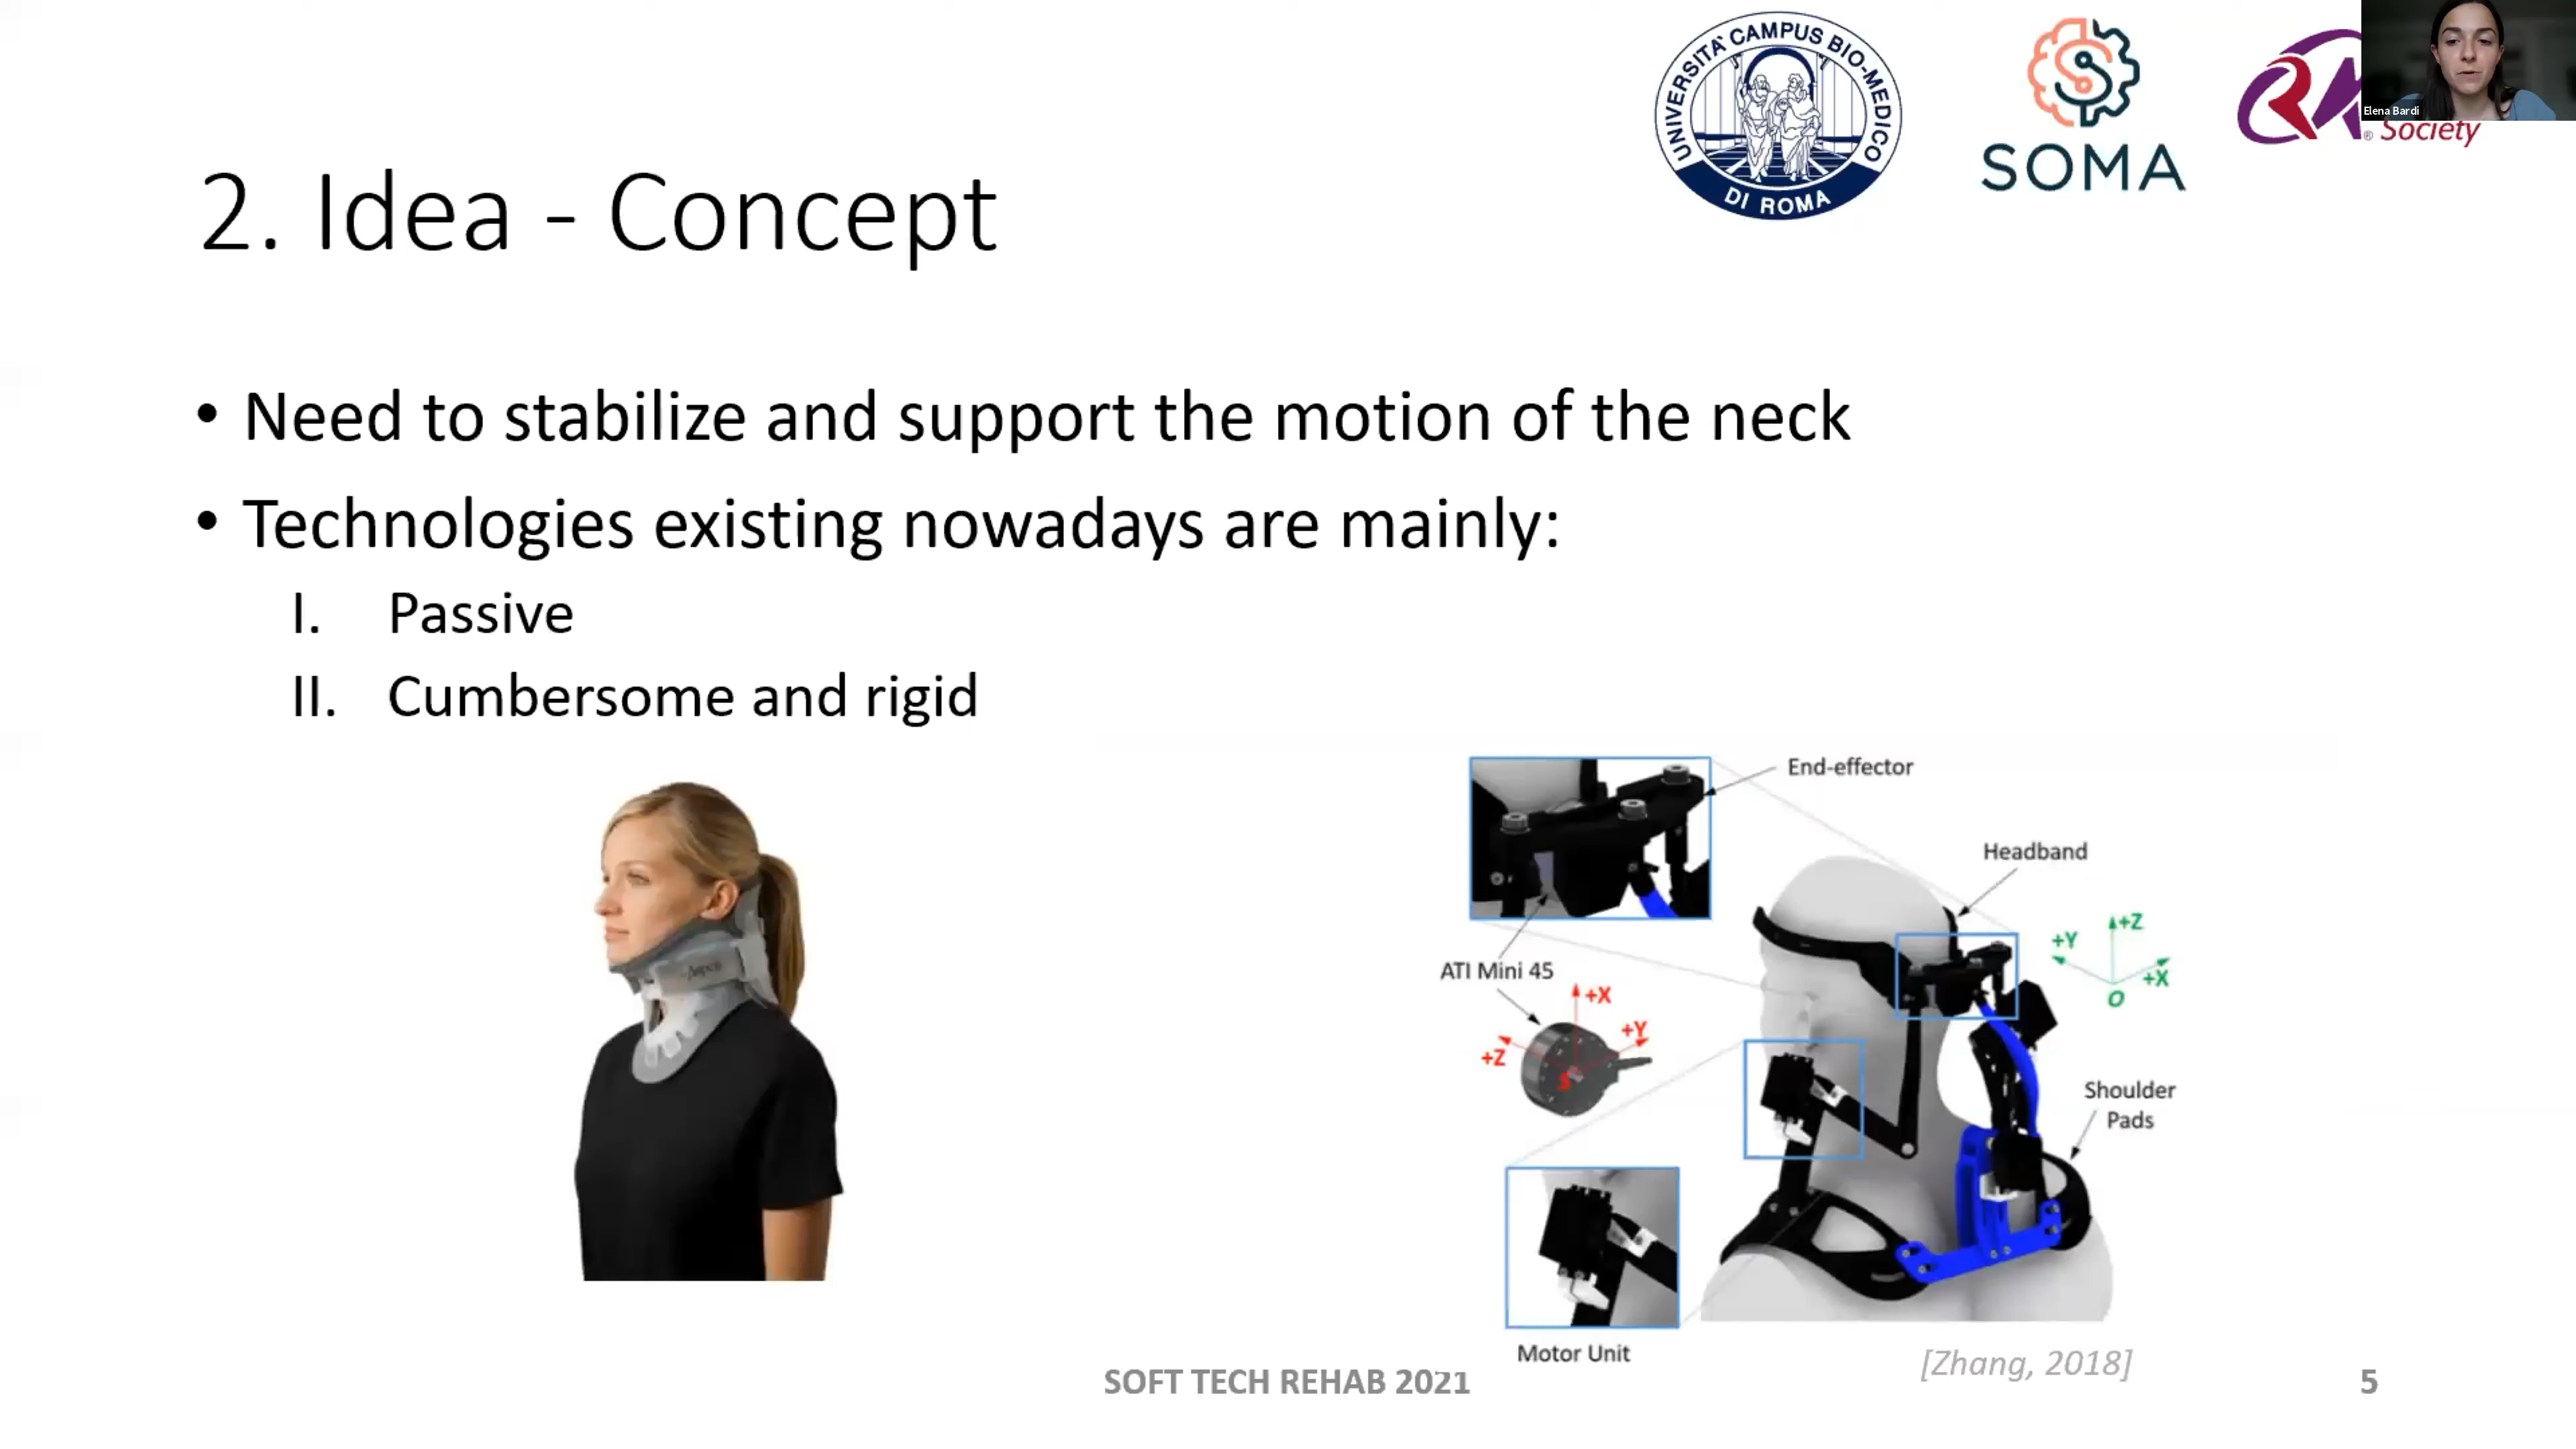 UNIVERSITA' CAMPUS BIO-MEDICO
DI ROMA
SOMA
Society
Elena Bardi
2. Idea - Concept
• Need to stabilize and support the motion of the neck
• Technologies existing nowadays are mainly:
I. Passive
II. Cumbersome and rigid
End-effector
Headband
ATI Mini 45
+X
+Y
+Z
S
+Z
+Y
+X
O
Shoulder
Pads
Motor Unit
Aspen
[Zhang, 2018]
SOFT TECH REHAB 2021
5